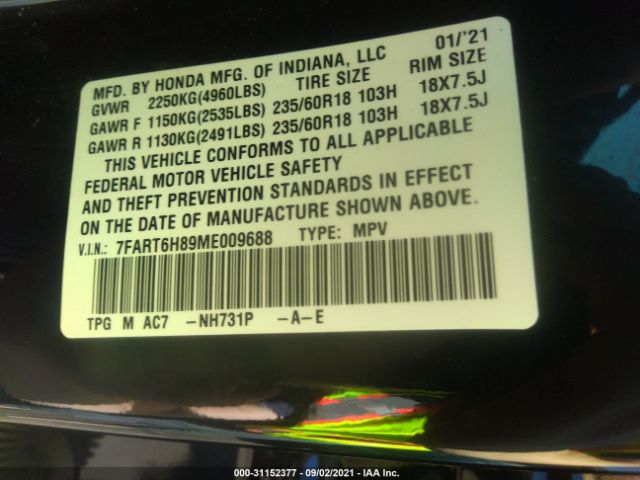 MFD. BY HONDA MFG. OF INDIANA, LLC 01/'21
GVWR 2250KG(4960LBS) TIRE SIZE RIM SIZE
GAWR F 1150KG(2535LBS) 235/60R18 103H 18X7.5J
GAWR R 1130KG(2491LBS) 235/60R18 103H 18X7.5J
THIS VEHICLE CONFORMS TO ALL APPLICABLE
FEDERAL MOTOR VEHICLE SAFETY
AND THEFT PREVENTION STANDARDS IN EFFECT
ON THE DATE OF MANUFACTURE SHOWN ABOVE.
V.I.N.: 7FART6H89ME009688 TYPE: MPV
TPG M AC7 -NH731P -A-E
000-31152377 - 09/02/2021 - IAA Inc.